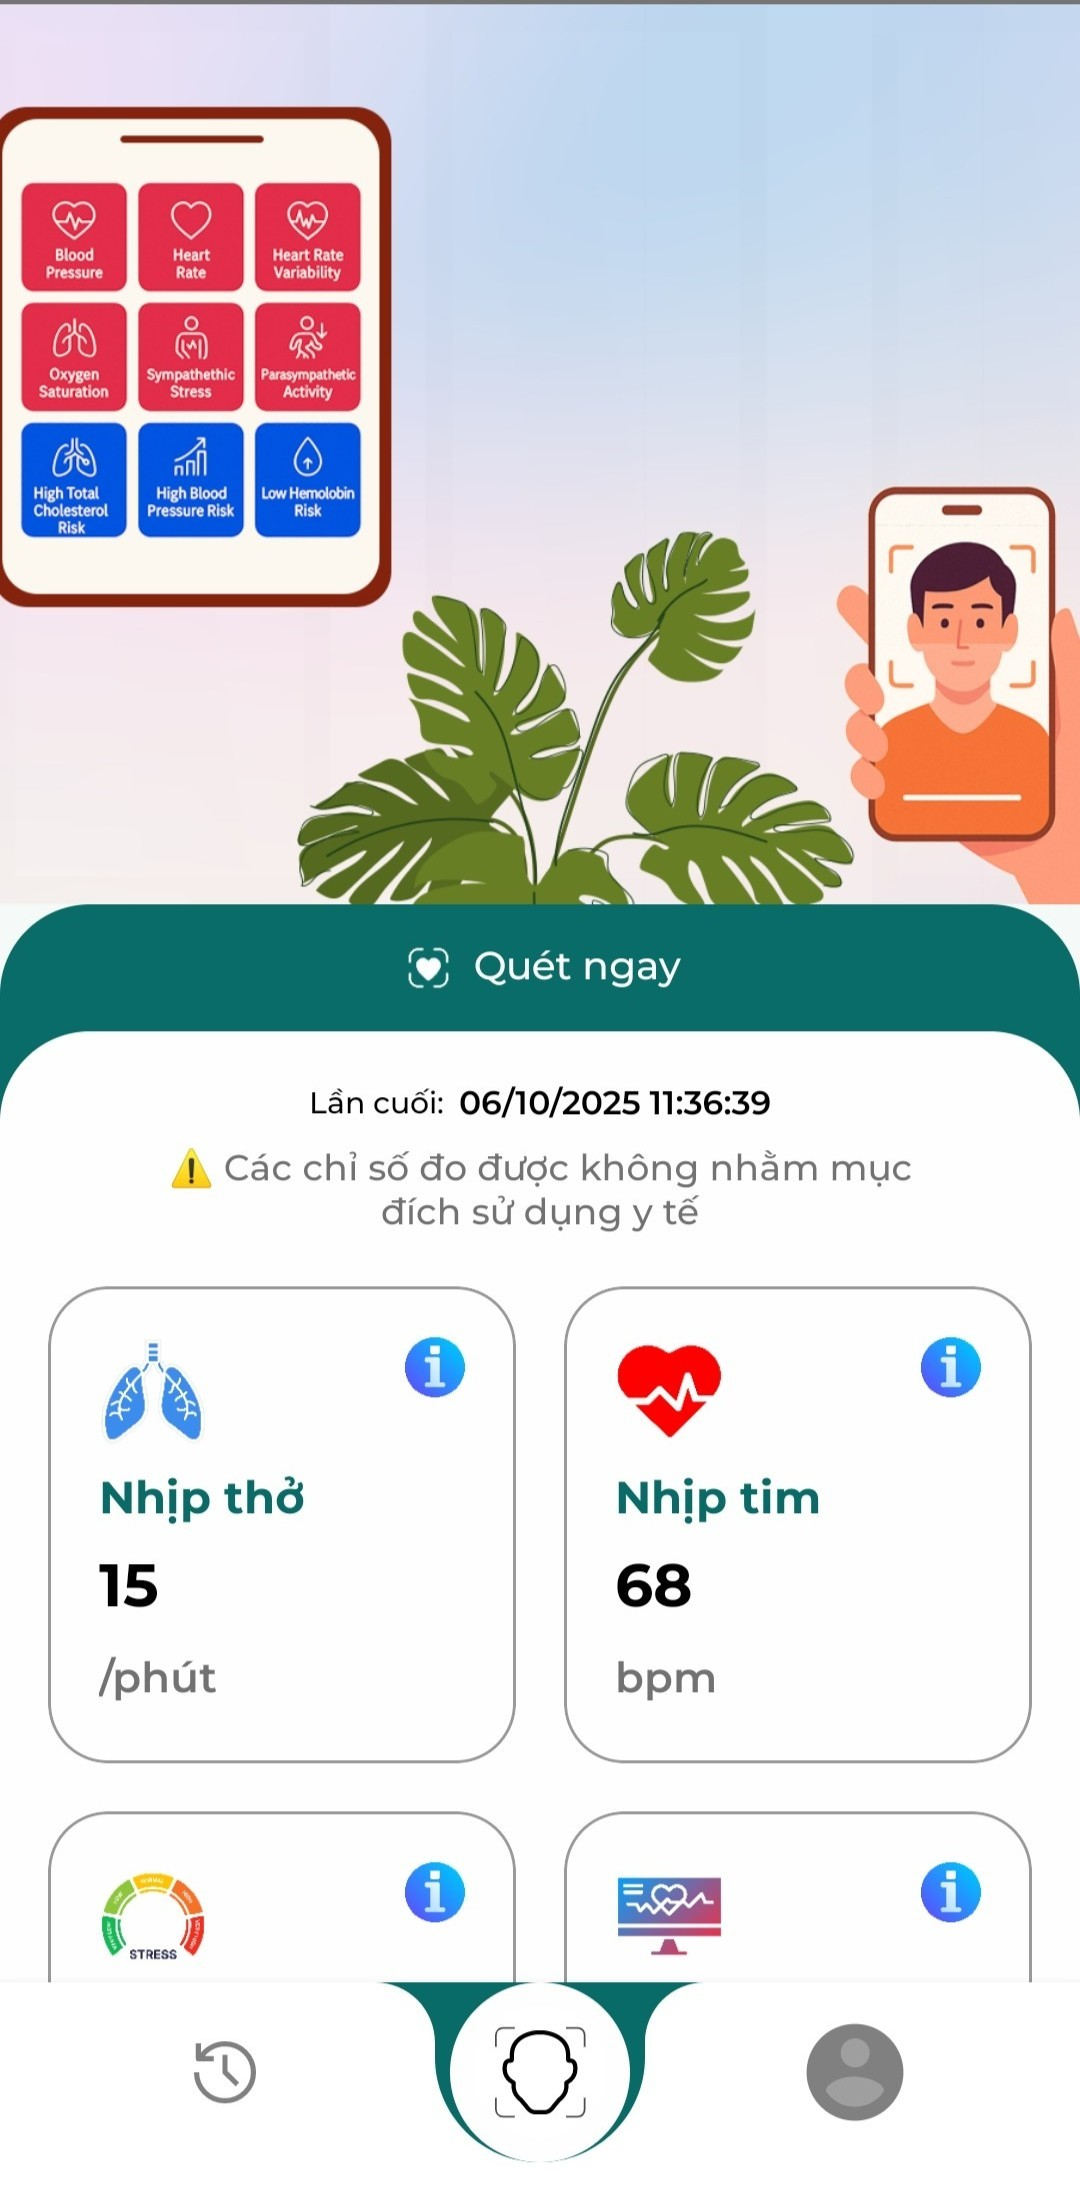 Blood
Pressure
Heart
Rate
Heart Rate
Variability
Oxygen
Saturation
Sympathethic
Stress
Parasympathetic
Activity
High Total
Cholesterol
Risk
High Blood
Pressure Risk
Low Hemolobin
Risk
Quét ngay
Lần cuối: 06/10/2025 11:36:39
⚠️ Các chỉ số đo được không nhằm mục
đích sử dụng y tế
Nhịp thở
15
/phút
Nhịp tim
68
bpm
STRESS